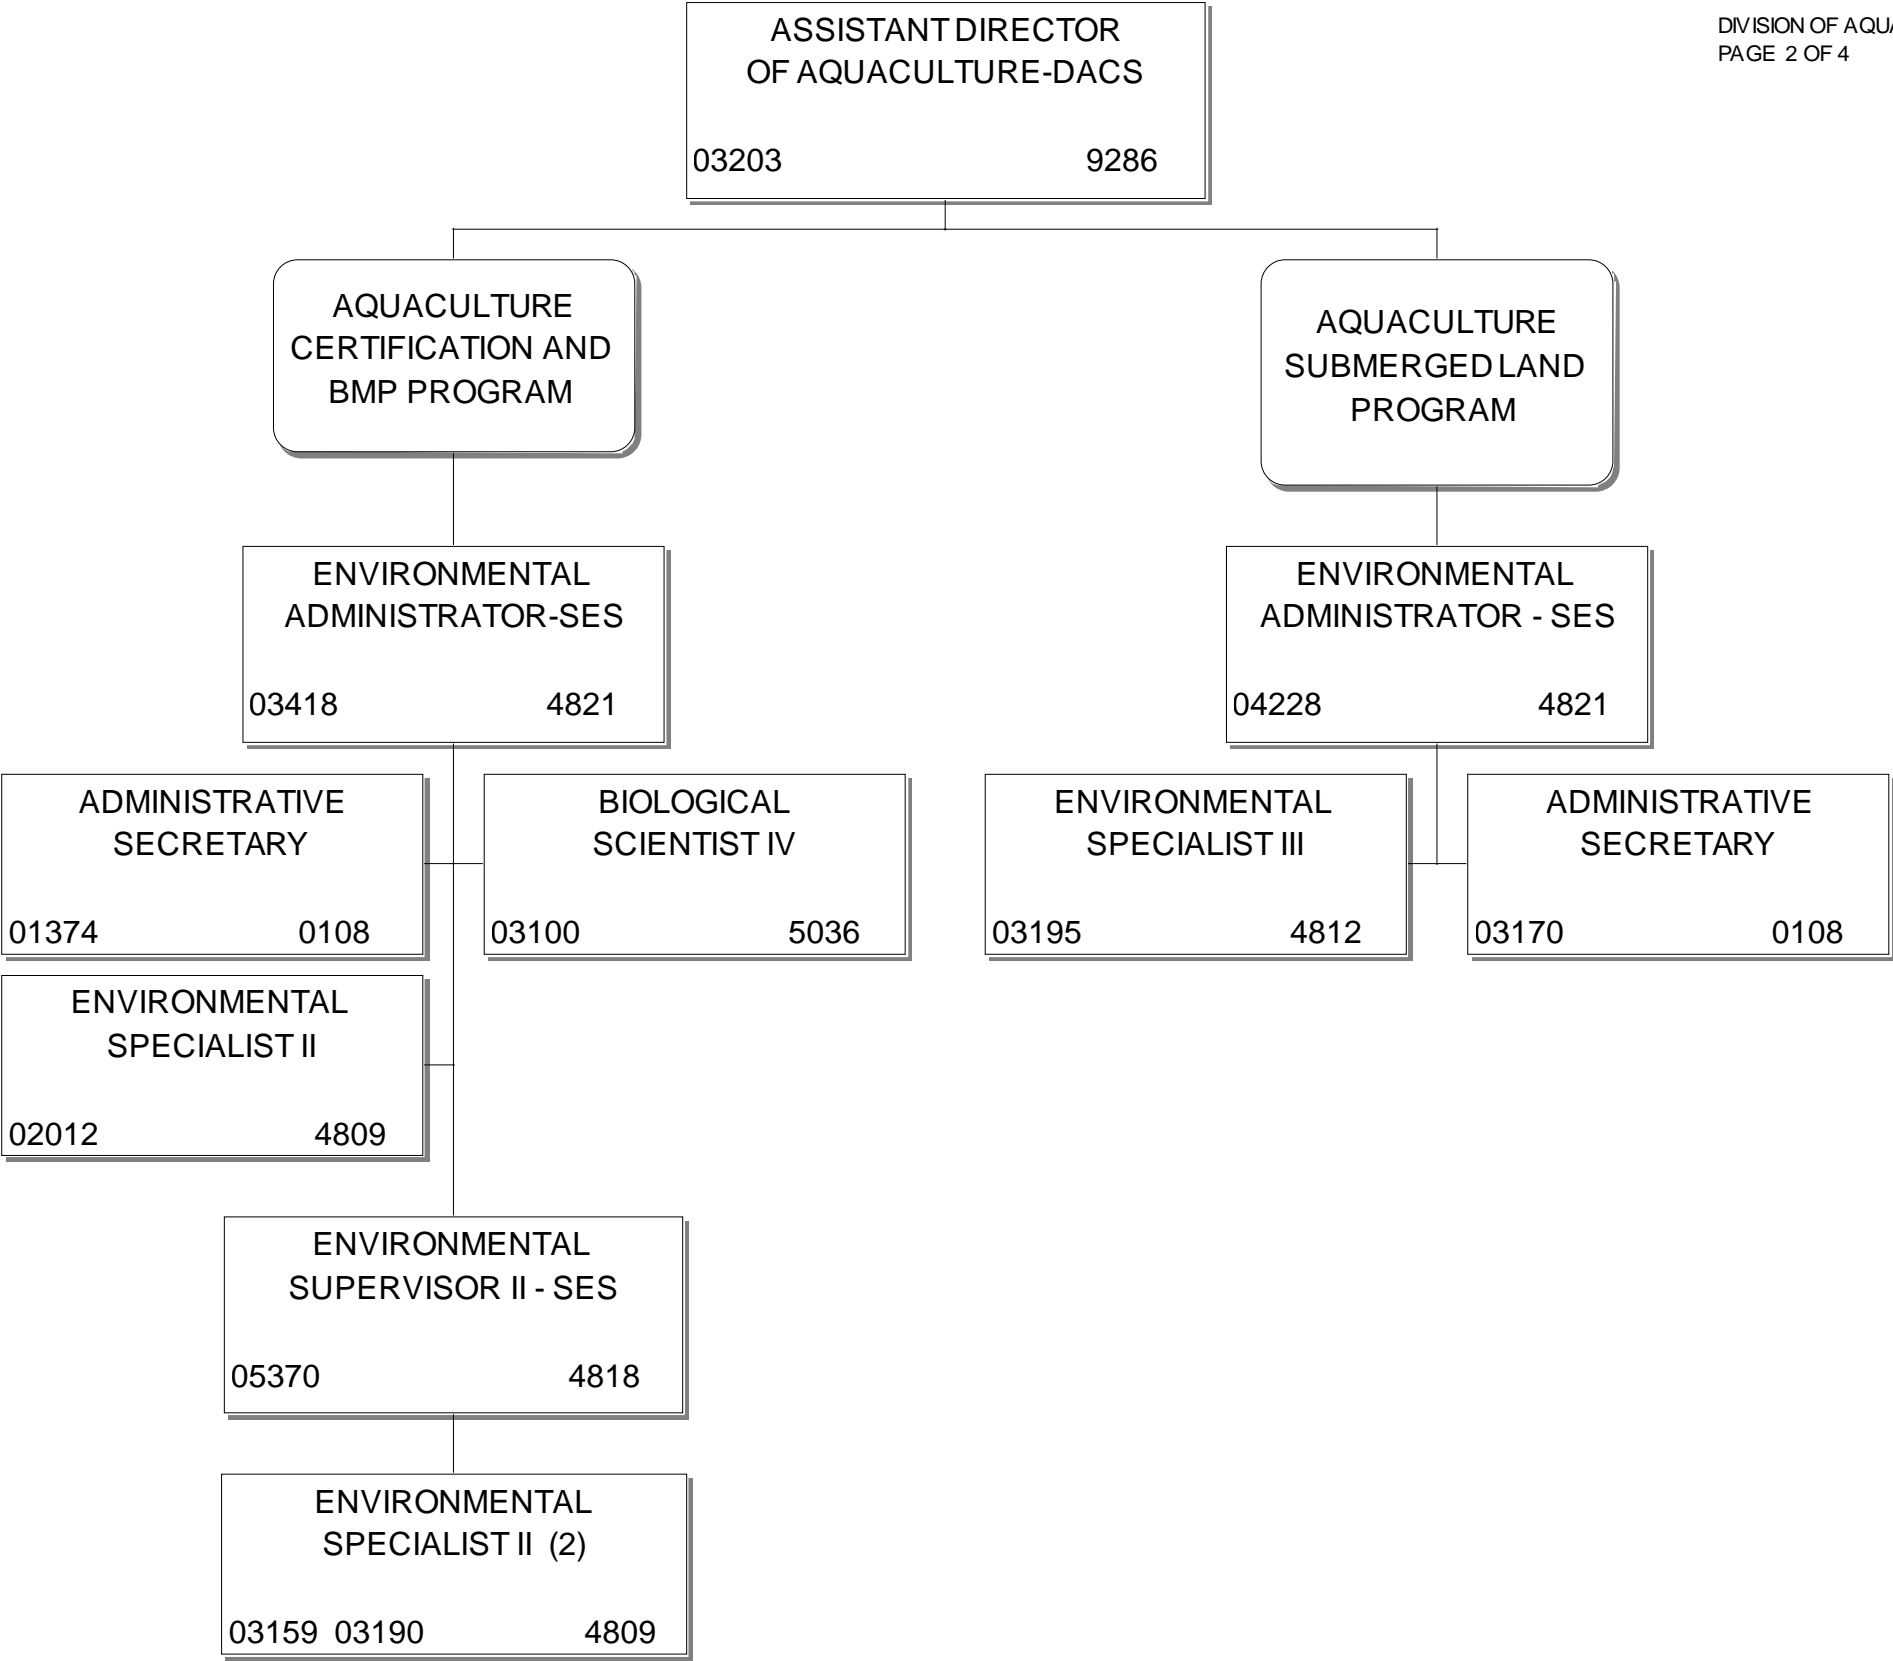 DIVISION OF AQUA
PAGE 2 OF 4
ASSISTANT DIRECTOR
OF AQUACULTURE-DACS
03203 9286
AQUACULTURE
CERTIFICATION AND
BMP PROGRAM
AQUACULTURE
SUBMERGED LAND
PROGRAM
ENVIRONMENTAL
ADMINISTRATOR-SES
03418 4821
ENVIRONMENTAL
ADMINISTRATOR - SES
04228 4821
ADMINISTRATIVE
SECRETARY
01374 0108
BIOLOGICAL
SCIENTIST IV
03100 5036
ENVIRONMENTAL
SPECIALIST III
03195 4812
ADMINISTRATIVE
SECRETARY
03170 0108
ENVIRONMENTAL
SPECIALIST II
02012 4809
ENVIRONMENTAL
SUPERVISOR II - SES
05370 4818
ENVIRONMENTAL
SPECIALIST II (2)
03159 03190 4809